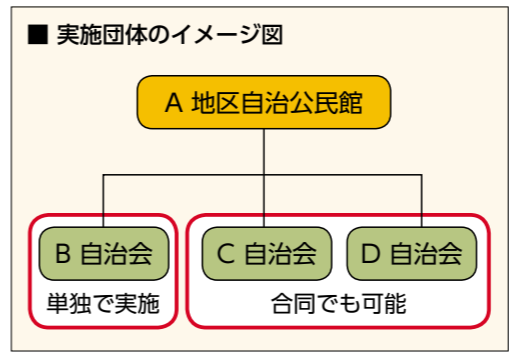 ■ 実施団体のイメージ図
A 地区自治公民館
B 自治会
C 自治会
D 自治会
単独で実施
合同でも可能